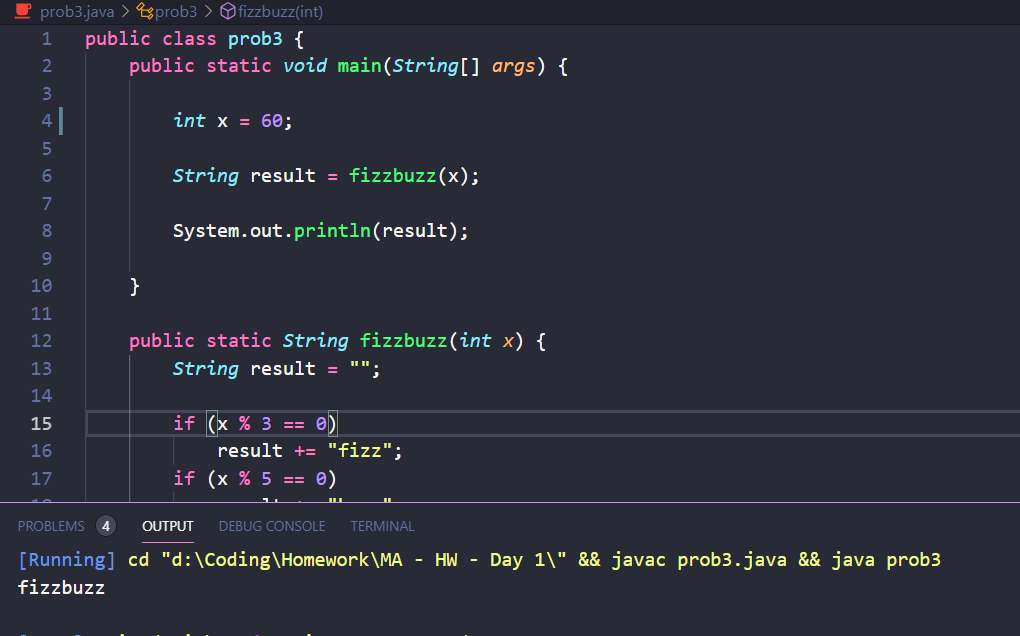 prob3.java > prob3 > fizzbuzz(int)
1 public class prob3 {
2 public static void main(String[] args) {
3
4 int x = 60;
5
6 String result = fizzbuzz(x);
7
8 System.out.println(result);
9
10 }
11
12 public static String fizzbuzz(int x) {
13 String result = "";
14
15 if (x % 3 == 0)
16 result += "fizz";
17 if (x % 5 == 0)
PROBLEMS 4 OUTPUT DEBUG CONSOLE TERMINAL
[Running] cd "d:\Coding\Homework\MA - HW - Day 1\" && javac prob3.java && java prob3
fizzbuzz